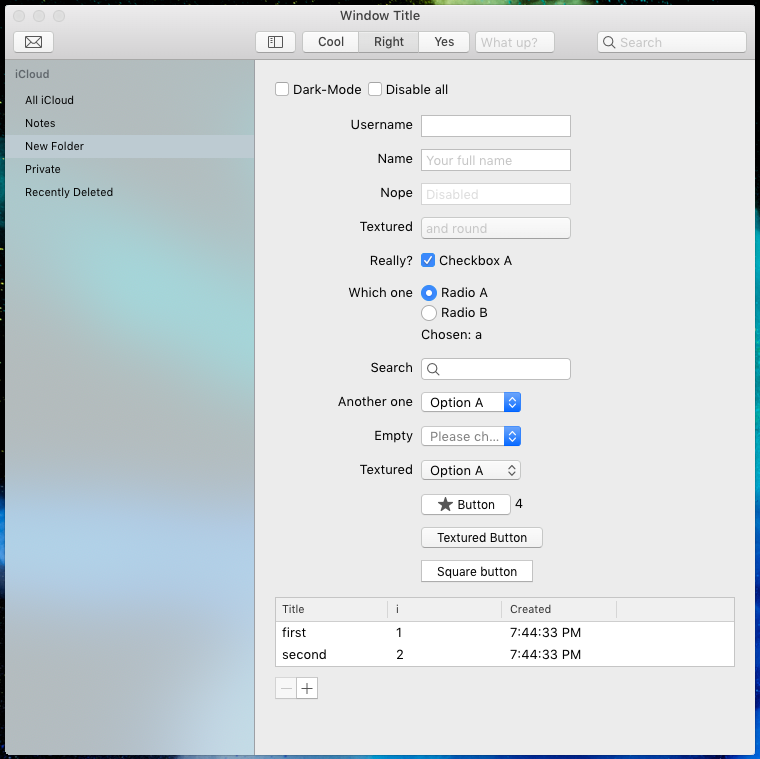 Window Title
Cool Right Yes What up? Search
iCloud
All iCloud
Notes
New Folder
Private
Recently Deleted
Dark-Mode Disable all
Username
Name Your full name
Nope Disabled
Textured and round
Really? Checkbox A
Which one Radio A
Radio B
Chosen: a
Search
Another one Option A
Empty Please ch...
Textured Option A
Button 4
Textured Button
Square button
Title i Created
first 1 7:44:33 PM
second 2 7:44:33 PM